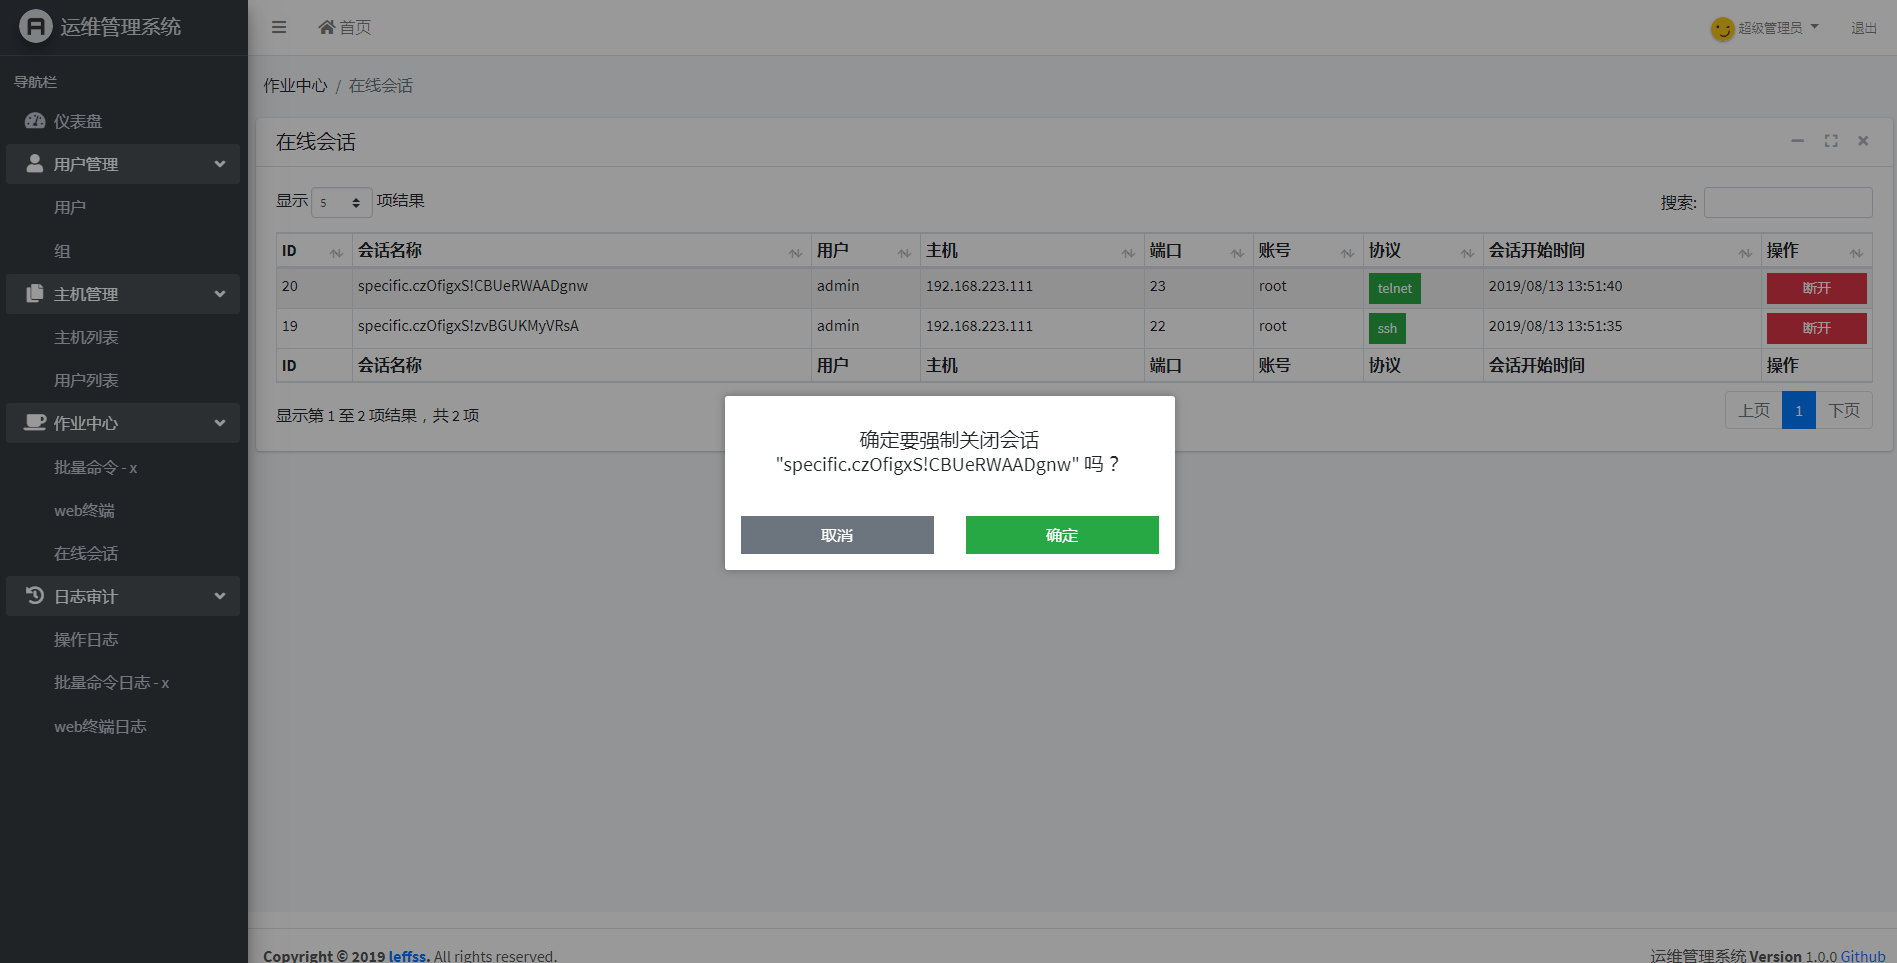 运维管理系统
首页
超级管理员
退出
导航栏
仪表盘
用户管理
用户
组
主机管理
主机列表
用户列表
作业中心
批量命令 - x
web终端
在线会话
日志审计
操作日志
批量命令日志 - x
web终端日志
作业中心 / 在线会话
在线会话
显示 5 项结果
搜索:
ID 会话名称 用户 主机 端口 账号 协议 会话开始时间 操作
20 specific.czOfigxS!CBUeRWAADgnw admin 192.168.223.111 23 root telnet 2019/08/13 13:51:40 断开
19 specific.czOfigxS!zvBGUKMyVRsA admin 192.168.223.111 22 root ssh 2019/08/13 13:51:35 断开
ID 会话名称 用户 主机 端口 账号 协议 会话开始时间 操作
显示第 1 至 2 项结果，共 2 项
上页 1 下页
确定要强制关闭会话
"specific.czOfigxS!CBUeRWAADgnw" 吗？
取消 确定
Copyright © 2019 leffss. All rights reserved.
运维管理系统 Version 1.0.0 Github